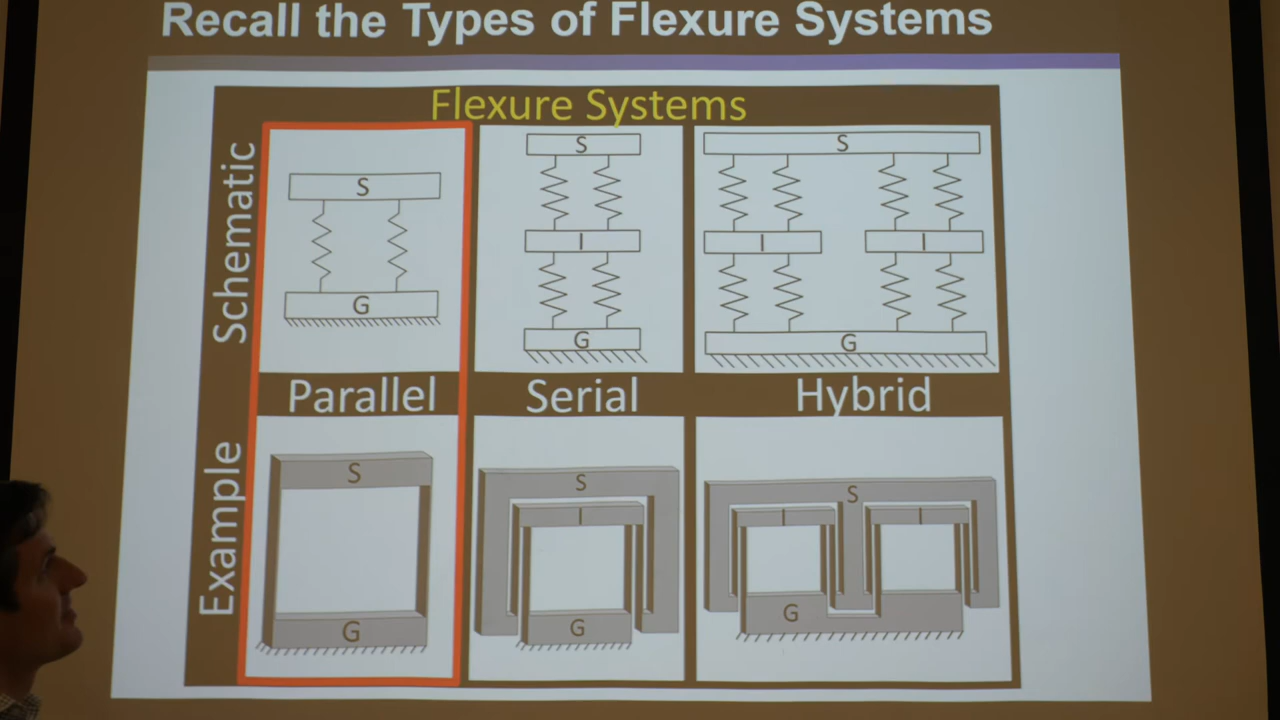 Recall the Types of Flexure Systems
Flexure Systems
Schematic
S
G
S
I
G
S
I
I
G
Parallel
Serial
Hybrid
Example
S
G
S
I
G
S
I
I
G